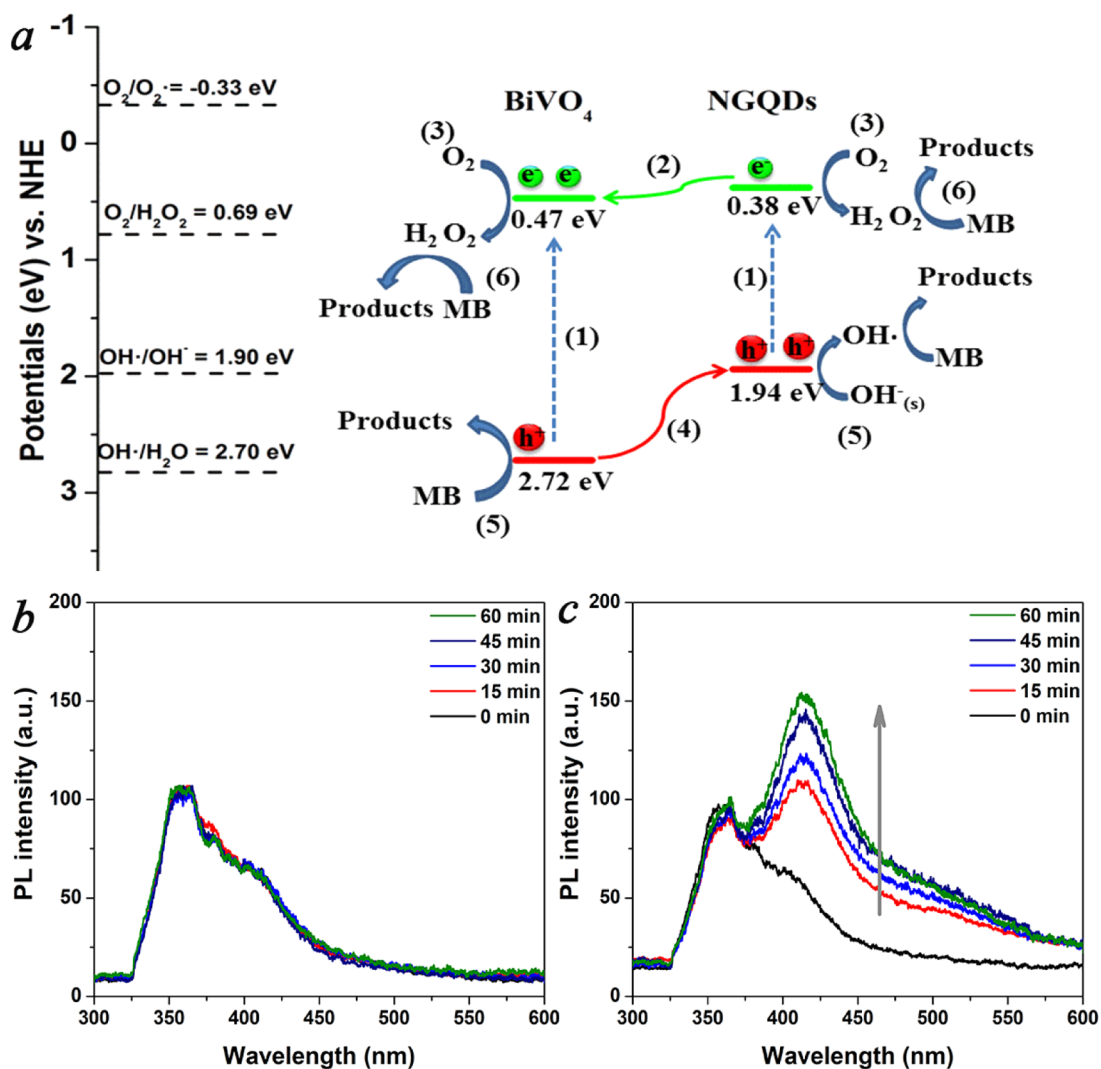 a
Potentials (eV) vs. NHE
-1
0
1
2
3
O₂/O₂·= -0.33 eV
O₂/H₂O₂ = 0.69 eV
OH·/OH⁻ = 1.90 eV
OH·/H₂O = 2.70 eV
BiVO₄
NGQDs
(3)
O₂
e⁻ e⁻
0.47 eV
H₂ O₂
(6)
Products MB
(1)
(2)
e⁻
0.38 eV
(3)
O₂
H₂ O₂
Products
(6)
MB
(1)
h⁺ h⁺
1.94 eV
OH·
OH⁻(s)
(5)
Products
MB
(4)
Products
h⁺
2.72 eV
MB
(5)
b
PL intensity (a.u.)
200
150
100
50
0
60 min
45 min
30 min
15 min
0 min
300 350 400 450 500 550 600
Wavelength (nm)
c
PL intensity (a.u.)
200
150
100
50
0
60 min
45 min
30 min
15 min
0 min
300 350 400 450 500 550 600
Wavelength (nm)